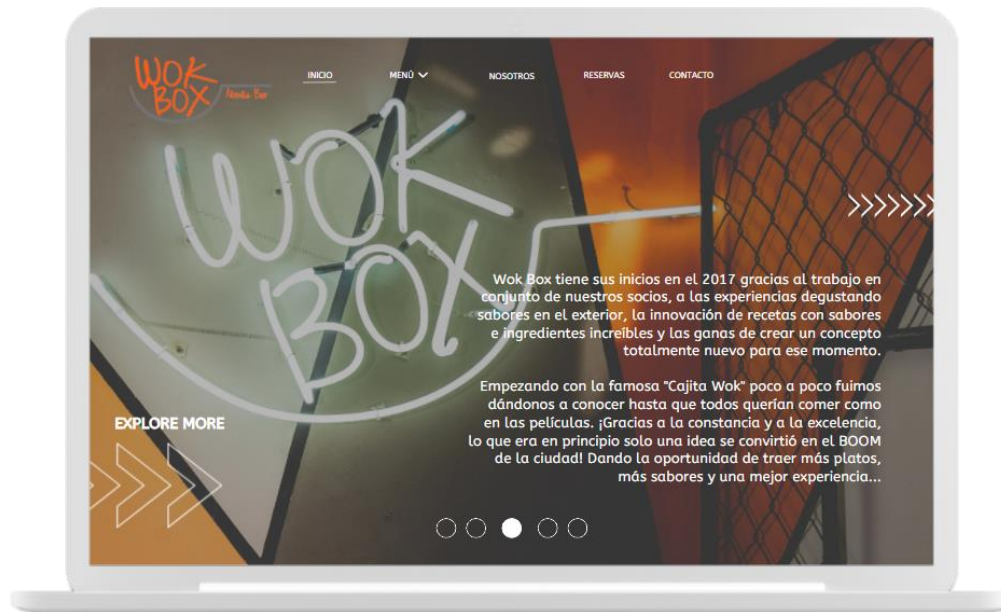 WOK
BOX
Noodle Bar
INICIO
MENÚ
NOSOTROS
RESERVAS
CONTACTO
WOK
BOX
Wok Box tiene sus inicios en el 2017 gracias al trabajo en
conjunto de nuestros socios, a las experiencias degustando
sabores en el exterior, la innovación de recetas con sabores
e ingredientes increíbles y las ganas de crear un concepto
totalmente nuevo para ese momento.
Empezando con la famosa "Cajita Wok" poco a poco fuimos
dándonos a conocer hasta que todos querían comer como
en las películas. ¡Gracias a la constancia y a la excelencia,
lo que era en principio solo una idea se convirtió en el BOOM
de la ciudad! Dando la oportunidad de traer más platos,
más sabores y una mejor experiencia...
EXPLORE MORE